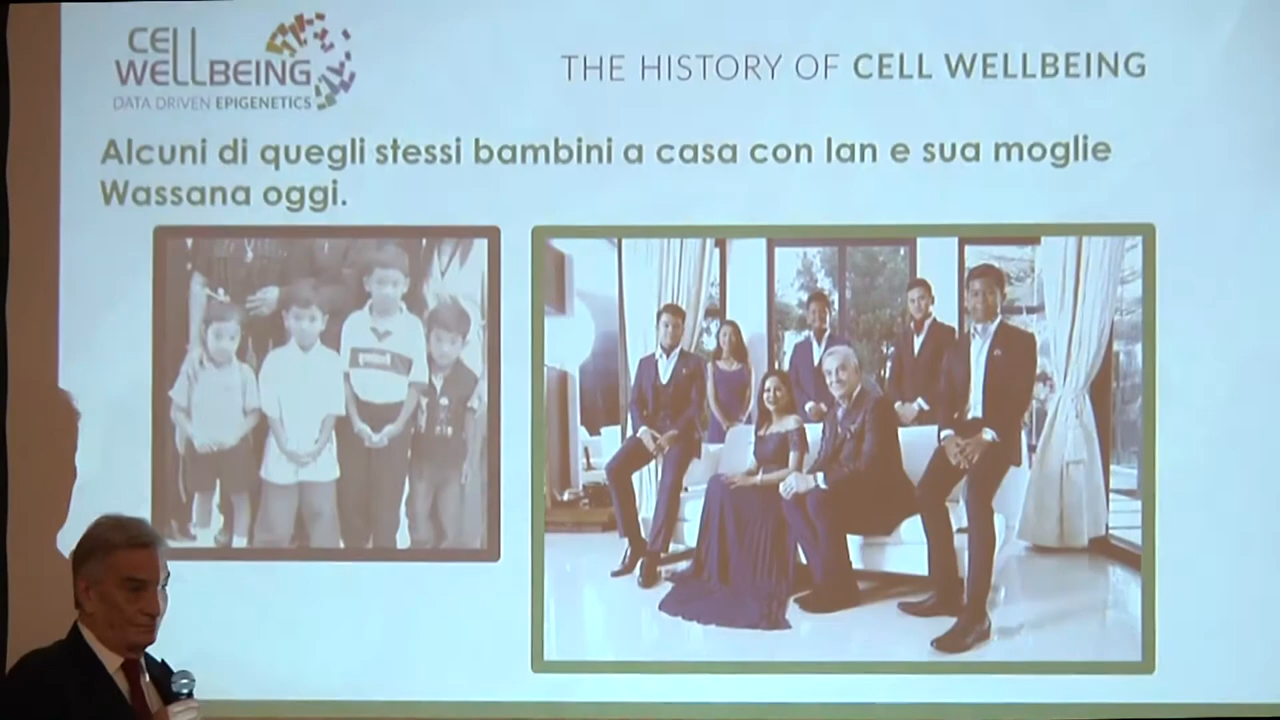 CELL
WELLBEING
DATA DRIVEN EPIGENETICS
THE HISTORY OF CELL WELLBEING
Alcuni di quegli stessi bambini a casa con Ian e sua moglie
Wassana oggi.